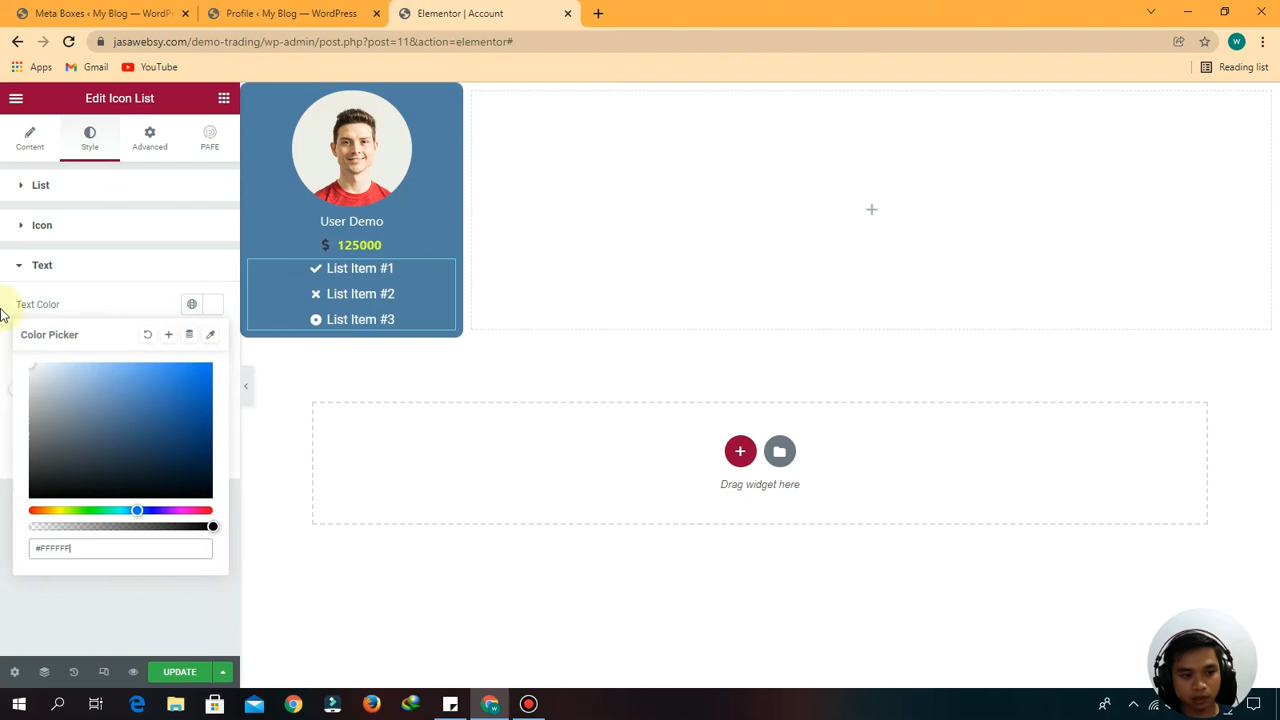 Meta Boxes ‹ My Blog — WordPr
Profile ‹ My Blog — WordPress
Elementor | Account
jasawebsy.com/demo-trading/wp-admin/post.php?post=11&action=elementor#
W
Apps
Gmail
YouTube
Reading list
Edit Icon List
Content
Style
Advanced
PAFE
List
Icon
Text
Text Color
Color Picker
#FFFFFF
UPDATE
User Demo
$ 125000
List Item #1
List Item #2
List Item #3
Drag widget here